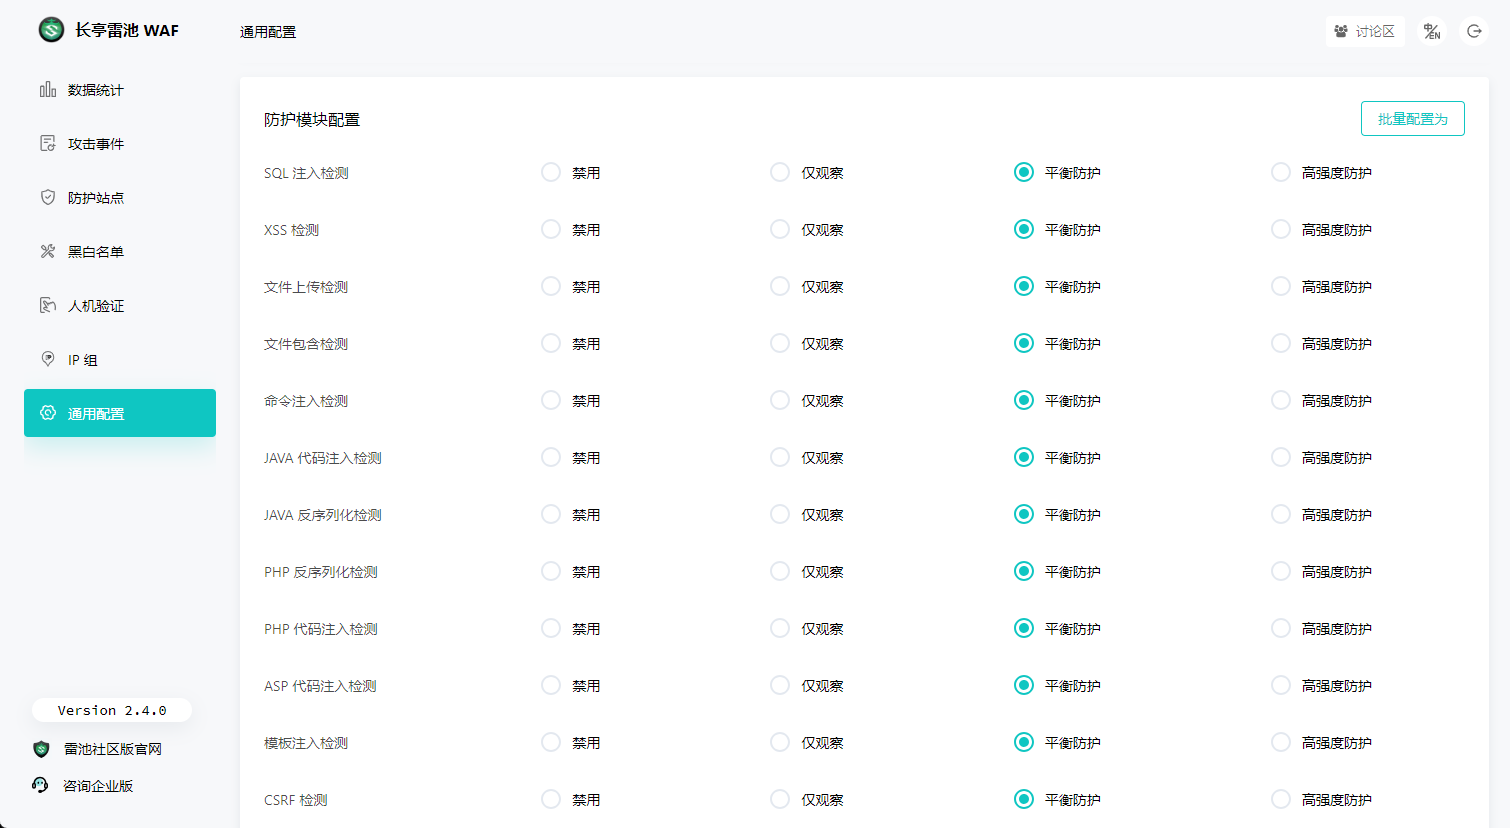 长亭雷池 WAF
通用配置
讨论区
中/EN
数据统计
攻击事件
防护站点
黑白名单
人机验证
IP 组
通用配置
Version 2.4.0
雷池社区版官网
咨询企业版
防护模块配置
批量配置为
SQL 注入检测 禁用 仅观察 平衡防护 高强度防护
XSS 检测 禁用 仅观察 平衡防护 高强度防护
文件上传检测 禁用 仅观察 平衡防护 高强度防护
文件包含检测 禁用 仅观察 平衡防护 高强度防护
命令注入检测 禁用 仅观察 平衡防护 高强度防护
JAVA 代码注入检测 禁用 仅观察 平衡防护 高强度防护
JAVA 反序列化检测 禁用 仅观察 平衡防护 高强度防护
PHP 反序列化检测 禁用 仅观察 平衡防护 高强度防护
PHP 代码注入检测 禁用 仅观察 平衡防护 高强度防护
ASP 代码注入检测 禁用 仅观察 平衡防护 高强度防护
模板注入检测 禁用 仅观察 平衡防护 高强度防护
CSRF 检测 禁用 仅观察 平衡防护 高强度防护